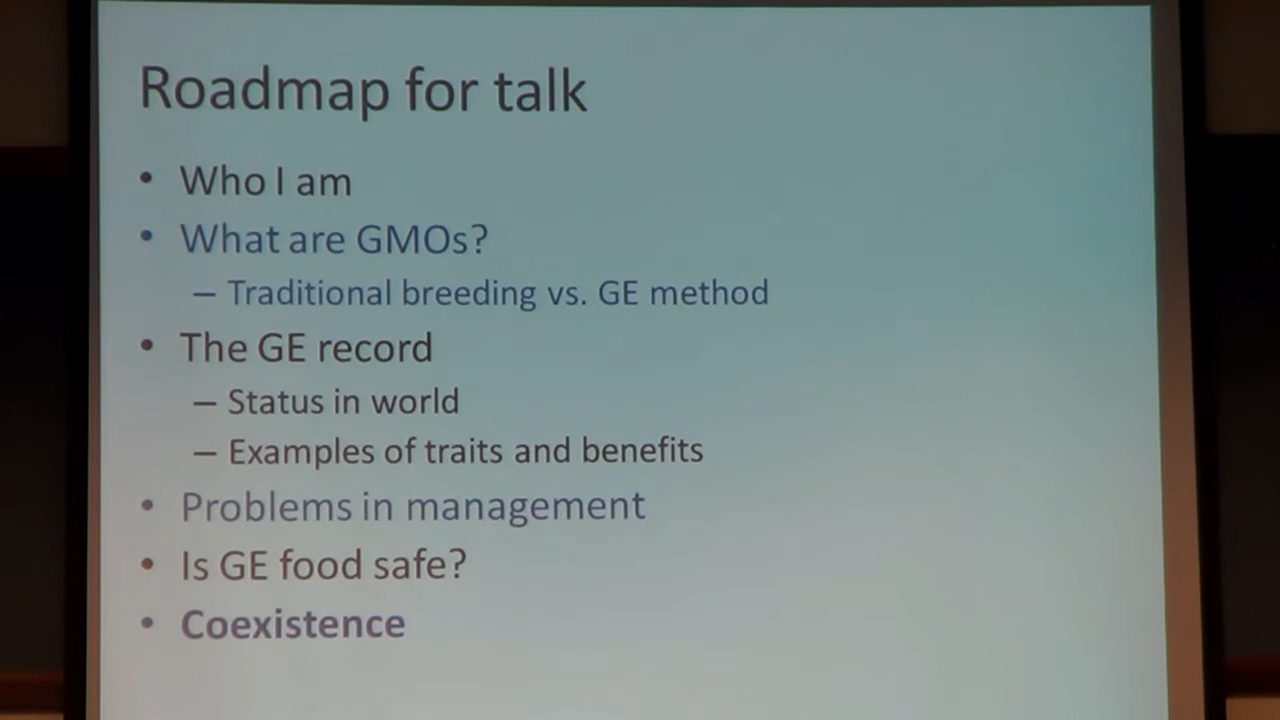 Roadmap for talk
• Who I am
• What are GMOs?
– Traditional breeding vs. GE method
• The GE record
– Status in world
– Examples of traits and benefits
• Problems in management
• Is GE food safe?
• Coexistence